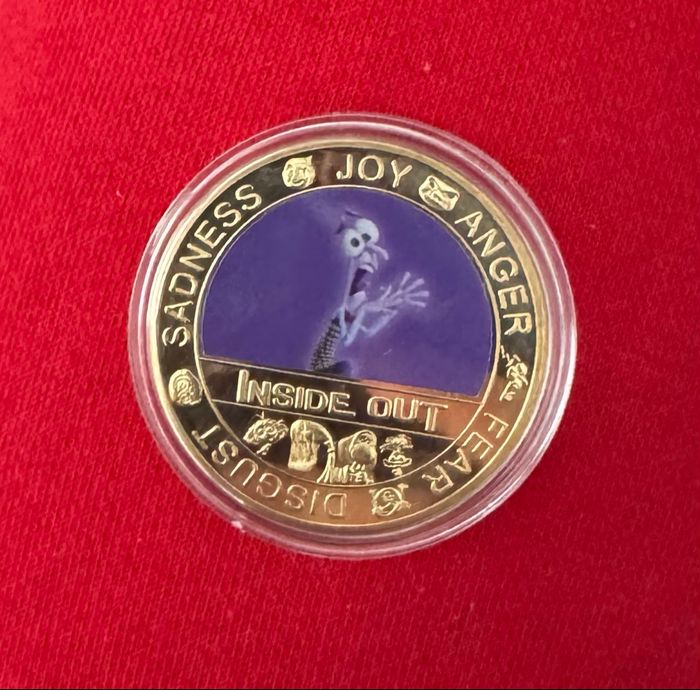 SADNESS
JOY
ANGER
FEAR
DISGUST
INSIDE OUT